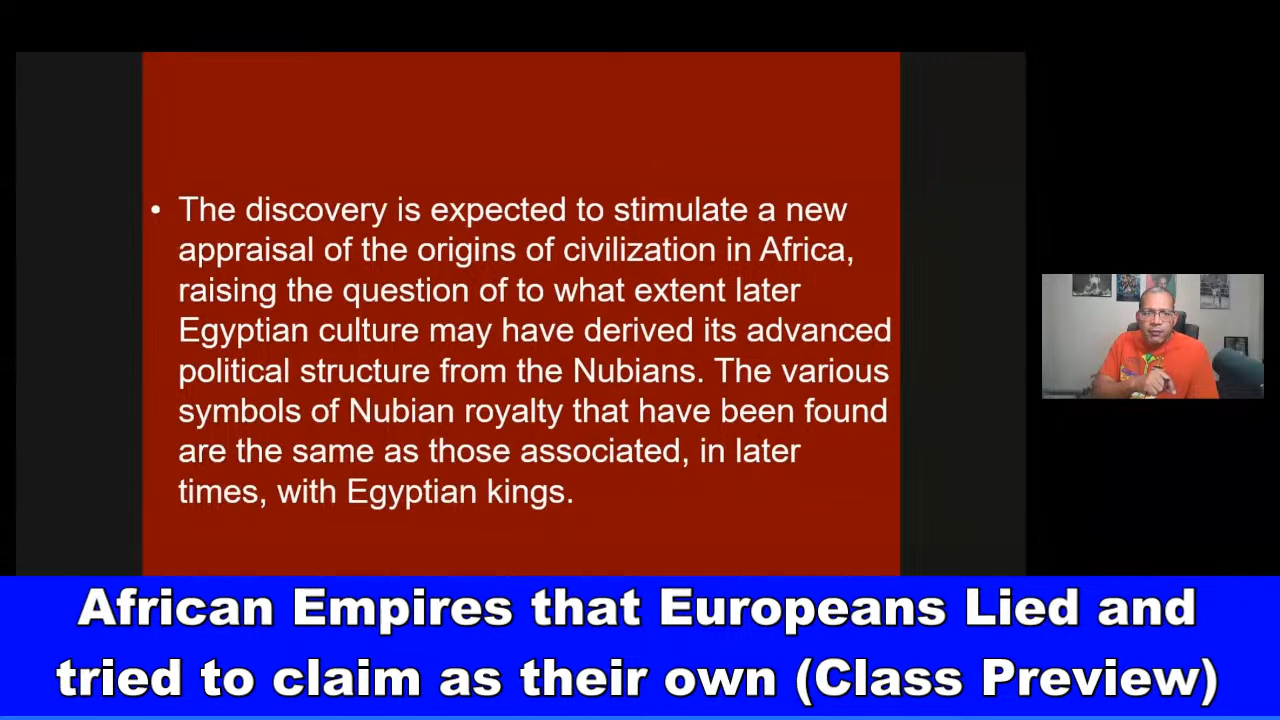 • The discovery is expected to stimulate a new
appraisal of the origins of civilization in Africa,
raising the question of to what extent later
Egyptian culture may have derived its advanced
political structure from the Nubians. The various
symbols of Nubian royalty that have been found
are the same as those associated, in later
times, with Egyptian kings.
African Empires that Europeans Lied and
tried to claim as their own (Class Preview)